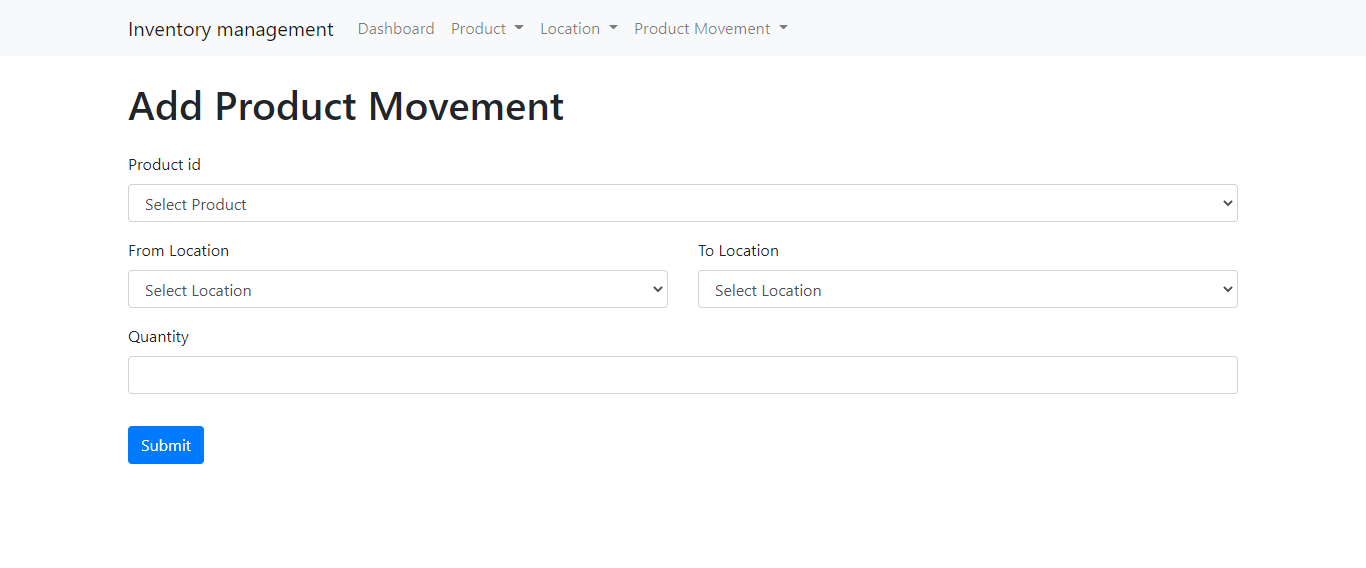 Inventory management Dashboard Product Location Product Movement
Add Product Movement
Product id
Select Product
From Location To Location
Select Location Select Location
Quantity
Submit